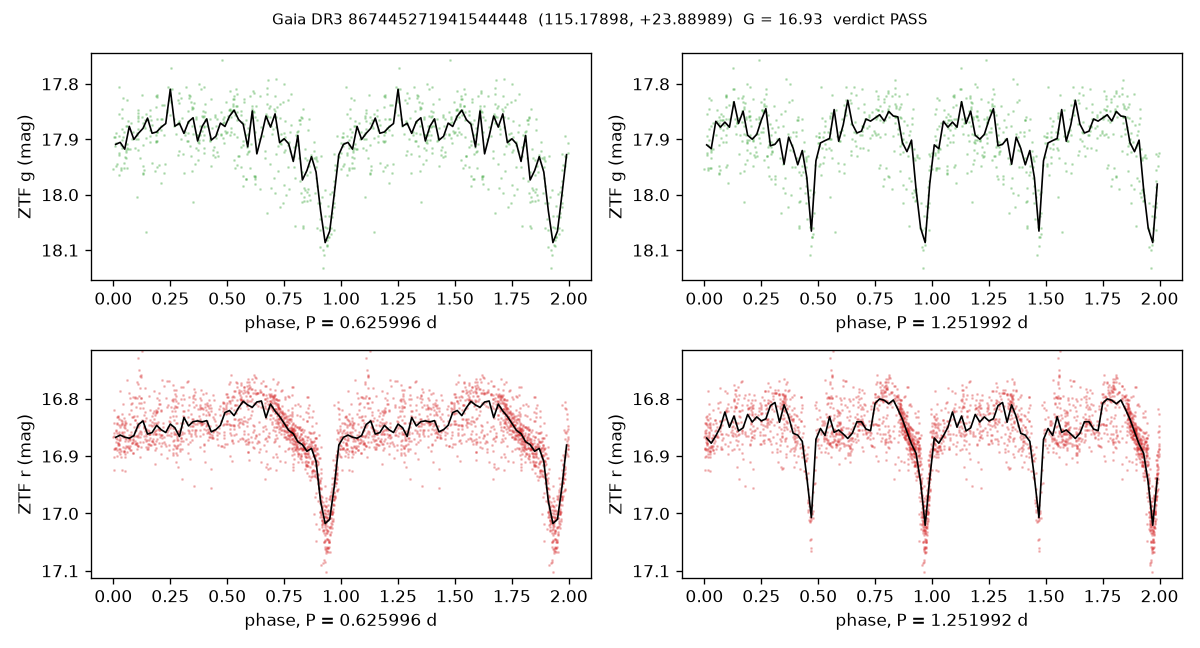 Gaia DR3 867445271941544448 (115.17898, +23.88989) G = 16.93 verdict PASS
ZTF g (mag)
17.8
17.9
18.0
18.1
0.00 0.25 0.50 0.75 1.00 1.25 1.50 1.75 2.00
phase, P = 0.625996 d
ZTF g (mag)
17.8
17.9
18.0
18.1
0.00 0.25 0.50 0.75 1.00 1.25 1.50 1.75 2.00
phase, P = 1.251992 d
ZTF r (mag)
16.8
16.9
17.0
17.1
0.00 0.25 0.50 0.75 1.00 1.25 1.50 1.75 2.00
phase, P = 0.625996 d
ZTF r (mag)
16.8
16.9
17.0
17.1
0.00 0.25 0.50 0.75 1.00 1.25 1.50 1.75 2.00
phase, P = 1.251992 d